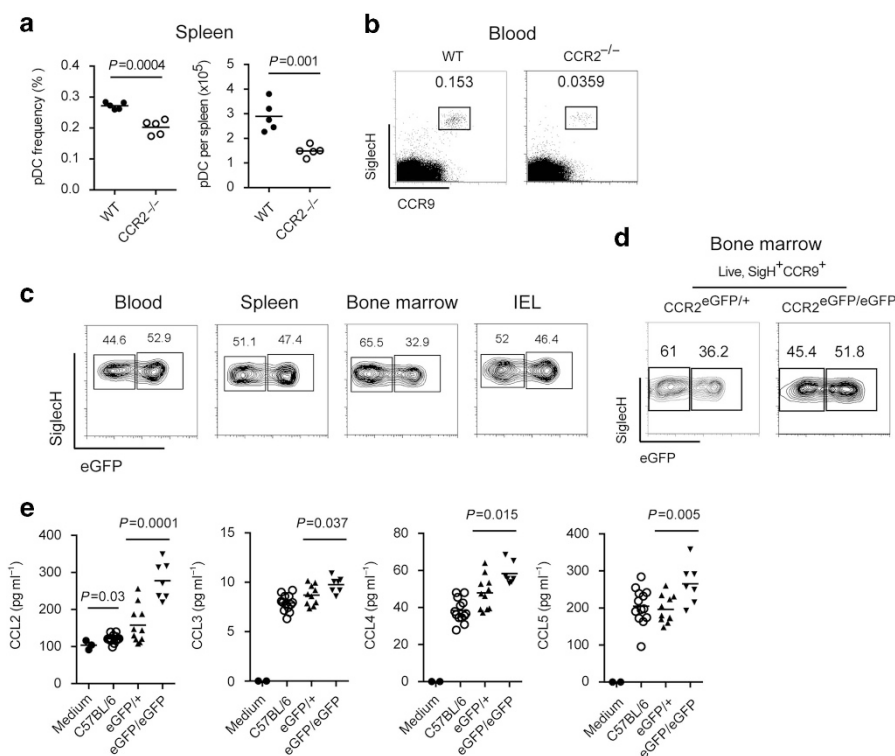 a
Spleen
P=0.0004
pDC frequency (%)
0.4
0.3
0.2
0.1
0.0
WT
CCR2 -/-
P=0.001
pDC per spleen (x10⁵)
5
4
3
2
1
0
WT
CCR2 -/-
b
Blood
WT
CCR2⁻/⁻
0.153
0.0359
SiglecH
CCR9
c
Blood
Spleen
Bone marrow
IEL
44.6 52.9
51.1 47.4
65.5 32.9
52 46.4
SiglecH
eGFP
d
Bone marrow
Live, SigH⁺CCR9⁺
CCR2eGFP/+
CCR2eGFP/eGFP
61 36.2
45.4 51.8
SiglecH
eGFP
e
P=0.0001
P=0.03
CCL2 (pg ml⁻¹)
400
300
200
100
0
Medium
C57BL/6
eGFP/+
eGFP/eGFP
P=0.037
CCL3 (pg ml⁻¹)
15
10
5
0
Medium
C57BL/6
eGFP/+
eGFP/eGFP
P=0.015
CCL4 (pg ml⁻¹)
80
60
40
20
0
Medium
C57BL/6
eGFP/+
eGFP/eGFP
P=0.005
CCL5 (pg ml⁻¹)
400
300
200
100
0
Medium
C57BL/6
eGFP/+
eGFP/eGFP